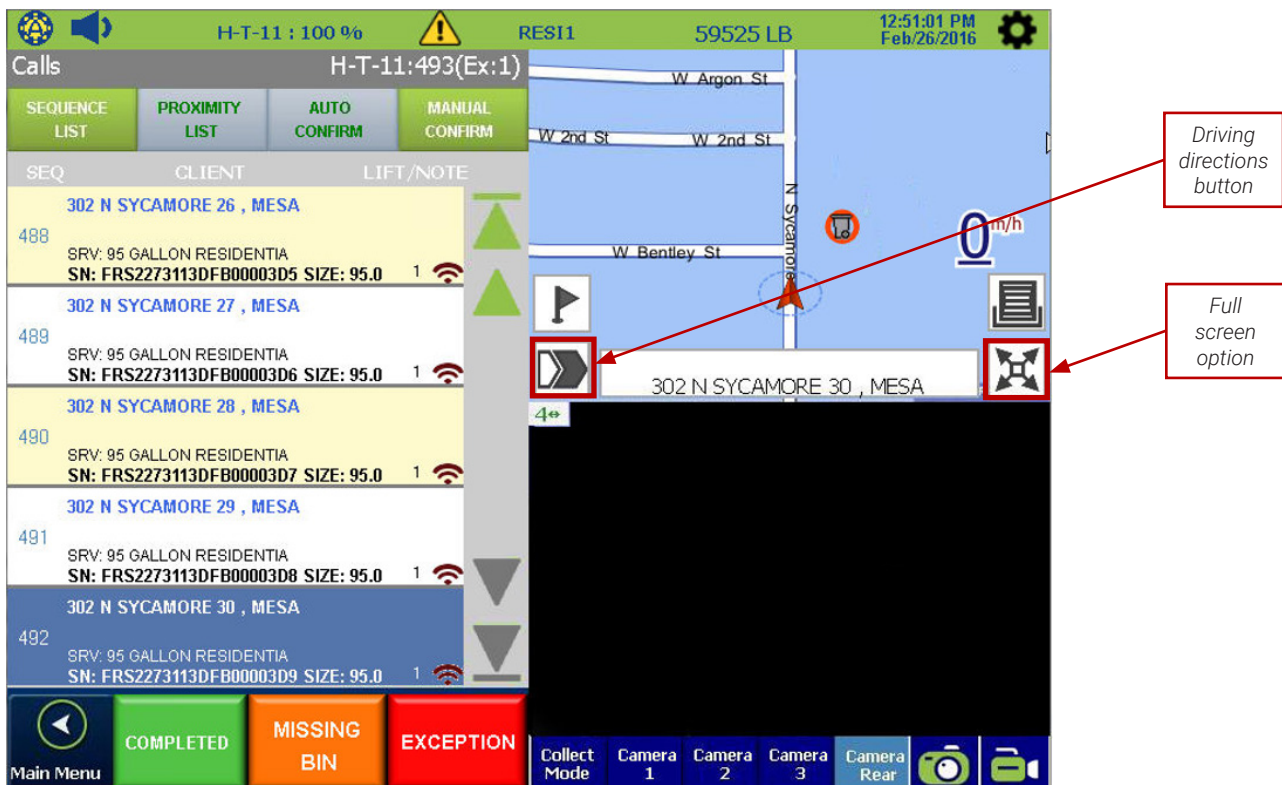 H-T-11 : 100 %
RESI1
59525 LB
12:51:01 PM
Feb/26/2016
Calls
H-T-11:493(Ex:1)
SEQUENCE
LIST
PROXIMITY
LIST
AUTO
CONFIRM
MANUAL
CONFIRM
SEQ
CLIENT
LIFT/NOTE
302 N SYCAMORE 26 , MESA
488
SRV: 95 GALLON RESIDENTIA
SN: FRS2273113DFB00003D5 SIZE: 95.0 1
302 N SYCAMORE 27 , MESA
489
SRV: 95 GALLON RESIDENTIA
SN: FRS2273113DFB00003D6 SIZE: 95.0 1
302 N SYCAMORE 28 , MESA
490
SRV: 95 GALLON RESIDENTIA
SN: FRS2273113DFB00003D7 SIZE: 95.0 1
302 N SYCAMORE 29 , MESA
491
SRV: 95 GALLON RESIDENTIA
SN: FRS2273113DFB00003D8 SIZE: 95.0 1
302 N SYCAMORE 30 , MESA
492
SRV: 95 GALLON RESIDENTIA
SN: FRS2273113DFB00003D9 SIZE: 95.0 1
Main Menu
COMPLETED
MISSING
BIN
EXCEPTION
W Argon St
W 2nd St
W 2nd St
N Sycamore
W Bentley St
0 m/h
302 N SYCAMORE 30 , MESA
4
Collect
Mode
Camera
1
Camera
2
Camera
3
Camera
Rear
Driving
directions
button
Full
screen
option